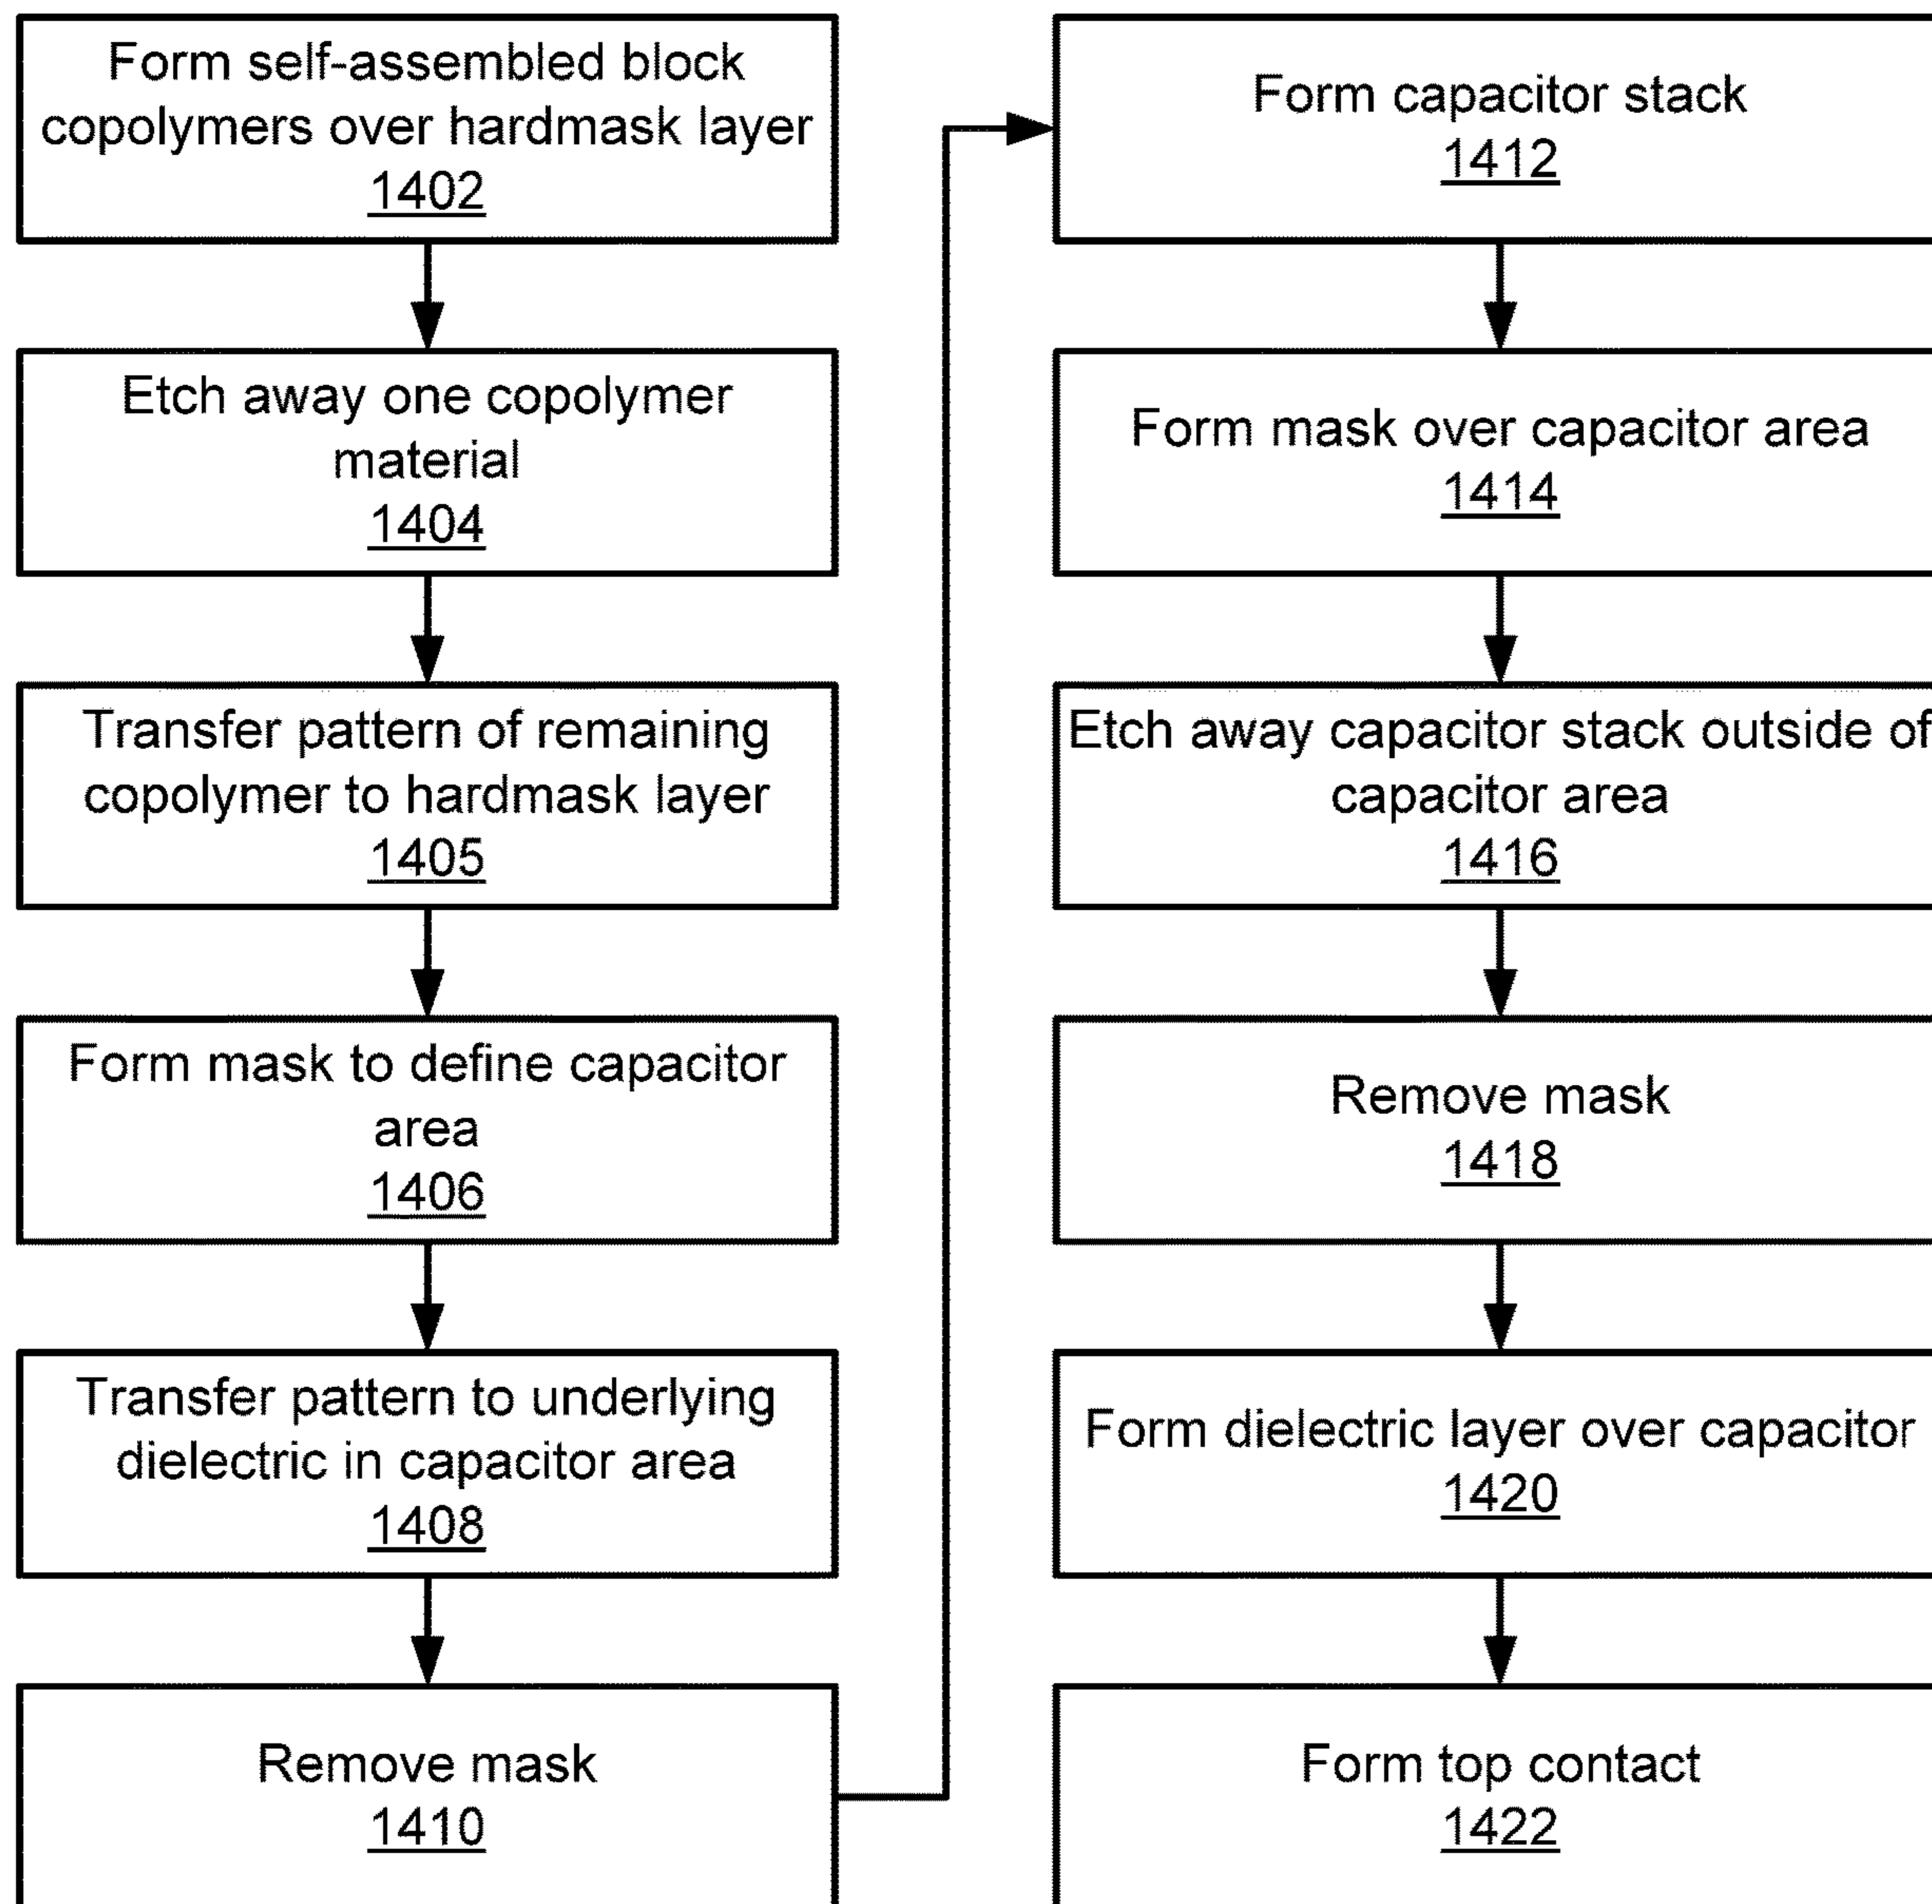 Form self-assembled block
copolymers over hardmask layer
1402
Etch away one copolymer
material
1404
Transfer pattern of remaining
copolymer to hardmask layer
1405
Form mask to define capacitor
area
1406
Transfer pattern to underlying
dielectric in capacitor area
1408
Remove mask
1410
Form capacitor stack
1412
Form mask over capacitor area
1414
Etch away capacitor stack outside of
capacitor area
1416
Remove mask
1418
Form dielectric layer over capacitor
1420
Form top contact
1422